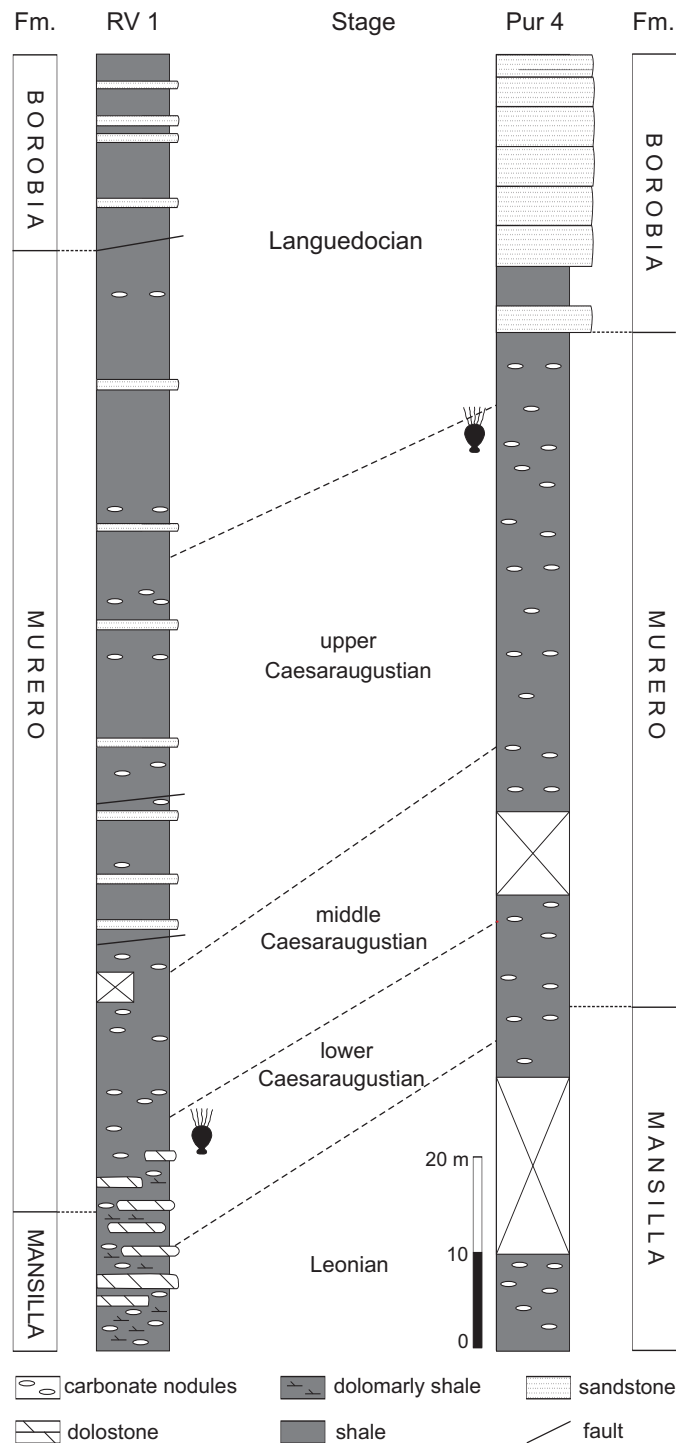 Fm. RV 1 Stage Pur 4 Fm.
BOROBIA
BOROBIA
Languedocian
MURERO
MURERO
upper
Caesaraugustian
middle
Caesaraugustian
lower
Caesaraugustian
MANSILLA
MANSILLA
20 m
10
0
Leonian
carbonate nodules dolomarly shale sandstone
dolostone shale fault